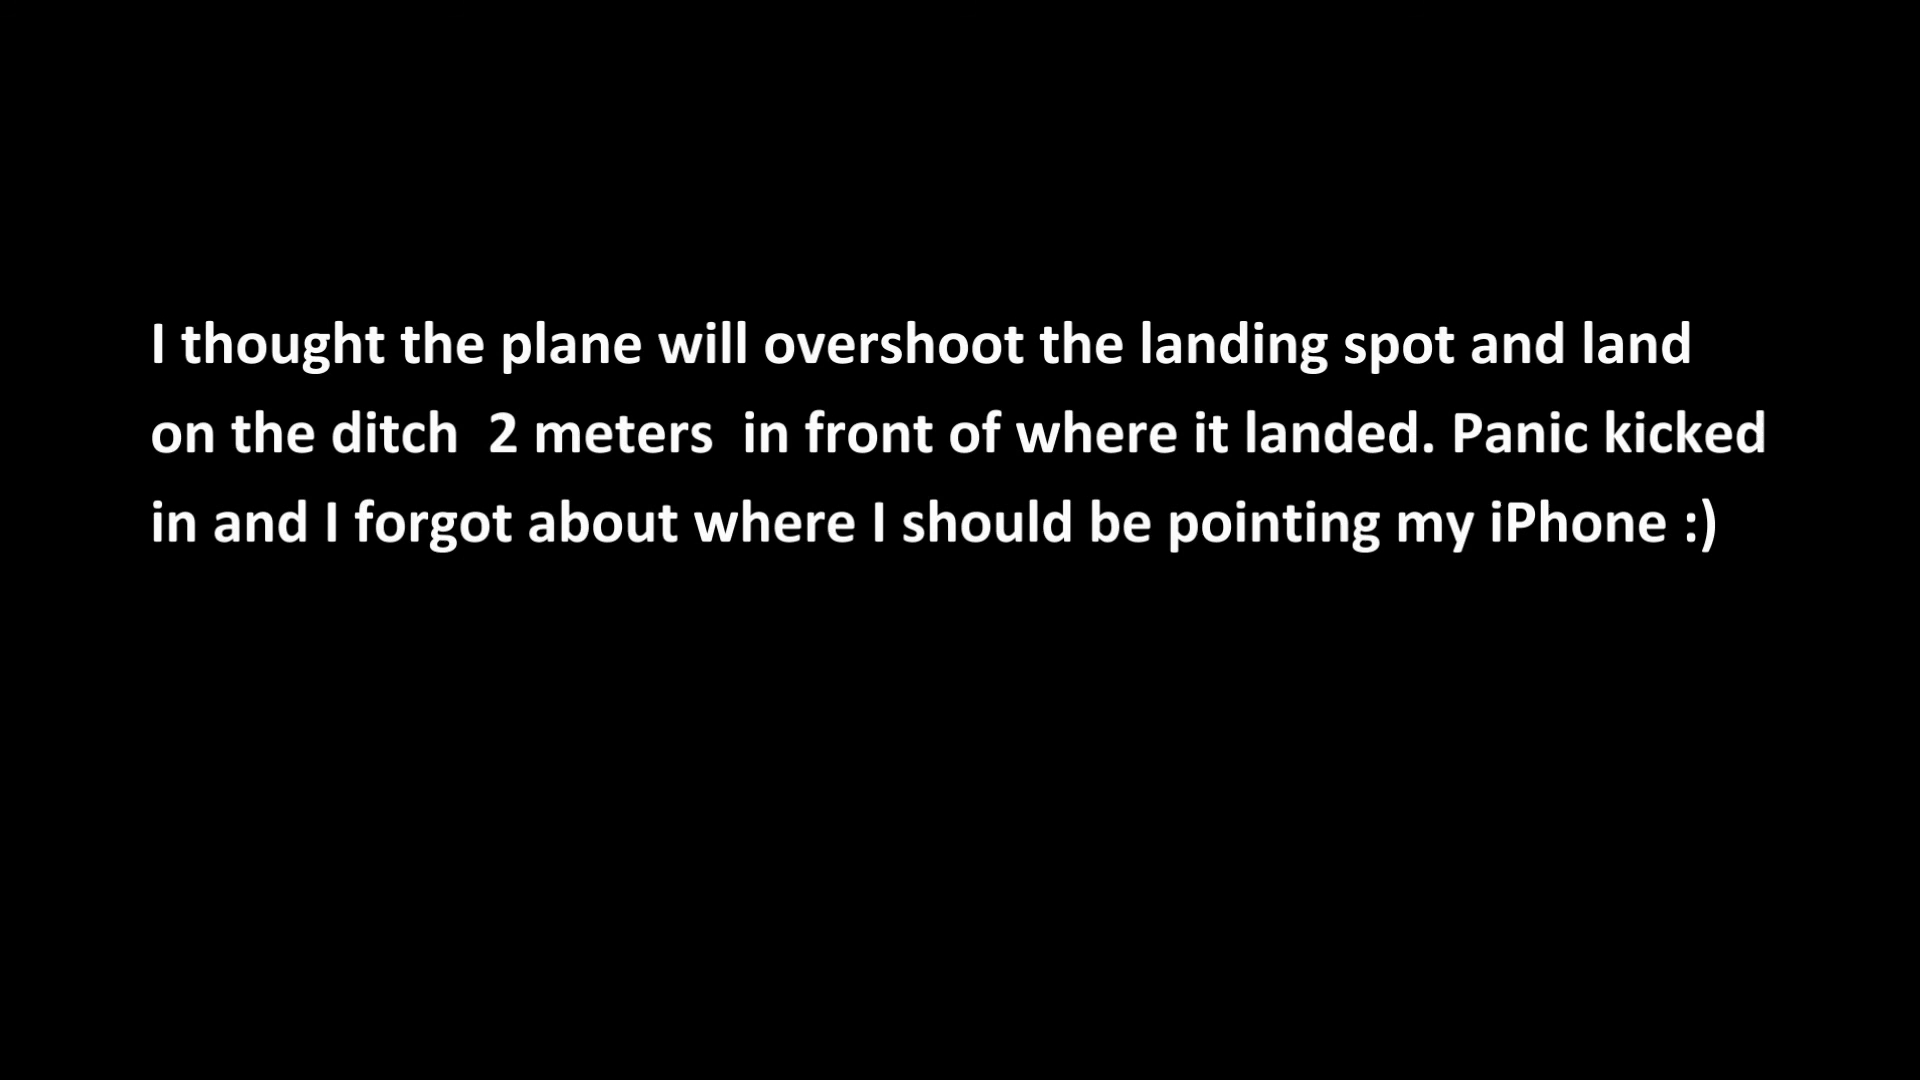 I thought the plane will overshoot the landing spot and land
on the ditch  2 meters  in front of where it landed. Panic kicked
in and I forgot about where I should be pointing my iPhone :)